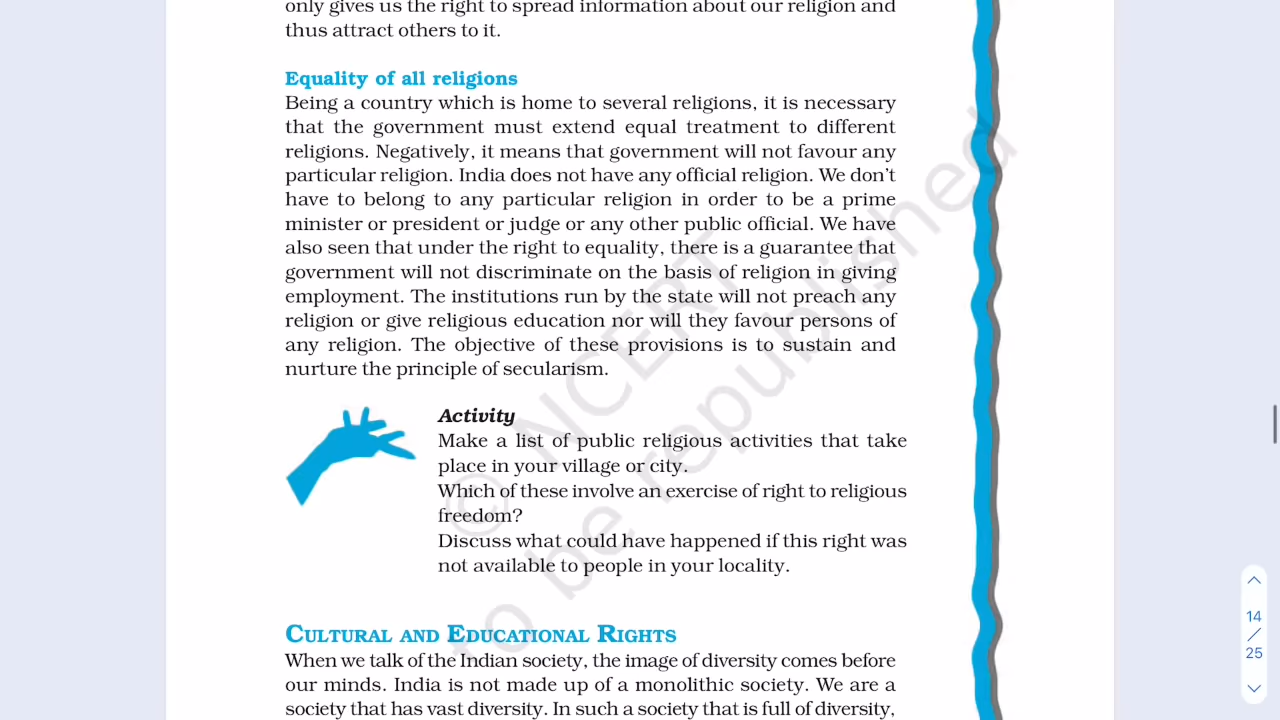 only gives us the right to spread information about our religion and
thus attract others to it.
Equality of all religions
Being a country which is home to several religions, it is necessary
that the government must extend equal treatment to different
religions. Negatively, it means that government will not favour any
particular religion. India does not have any official religion. We don't
have to belong to any particular religion in order to be a prime
minister or president or judge or any other public official. We have
also seen that under the right to equality, there is a guarantee that
government will not discriminate on the basis of religion in giving
employment. The institutions run by the state will not preach any
religion or give religious education nor will they favour persons of
any religion. The objective of these provisions is to sustain and
nurture the principle of secularism.
Activity
Make a list of public religious activities that take
place in your village or city.
Which of these involve an exercise of right to religious
freedom?
Discuss what could have happened if this right was
not available to people in your locality.
CULTURAL AND EDUCATIONAL RIGHTS
When we talk of the Indian society, the image of diversity comes before
our minds. India is not made up of a monolithic society. We are a
society that has vast diversity. In such a society that is full of diversity,
© NCERT
to be republished
14
/
25